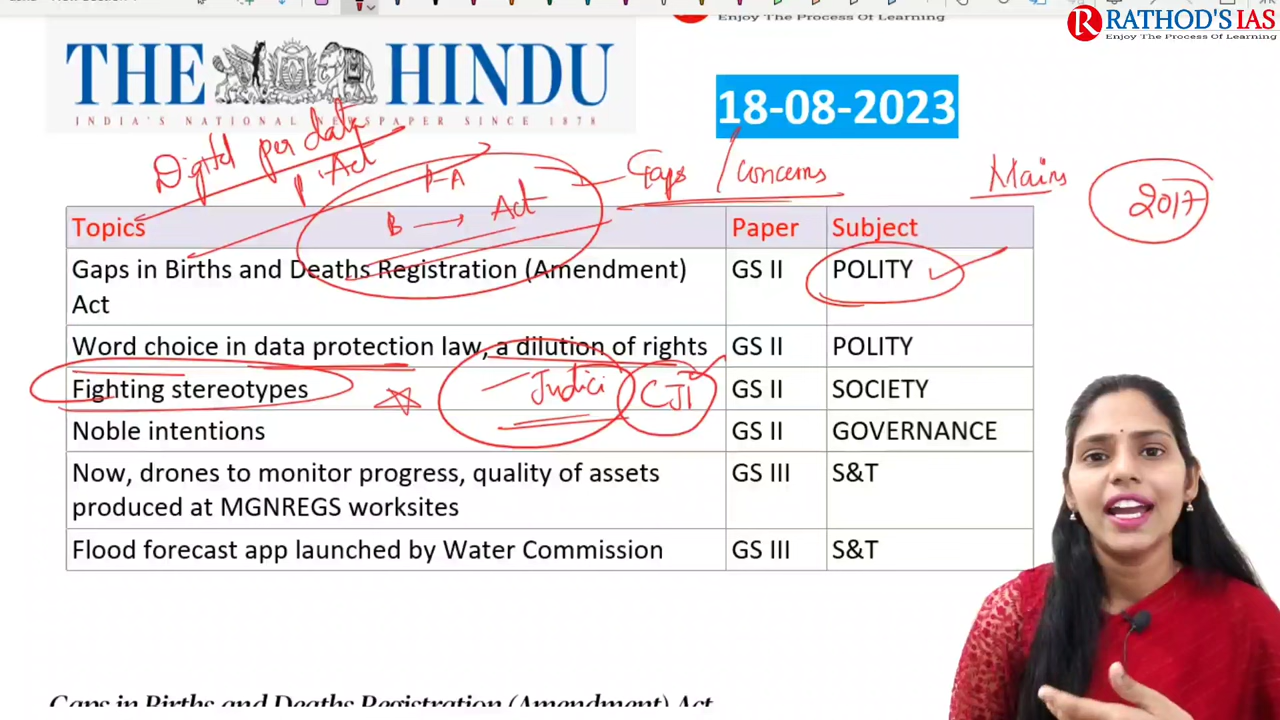 Enjoy The Process Of Learning
RATHOD'S IAS
Enjoy The Process Of Learning
THE HINDU
INDIA'S NATIONAL NEWSPAPER SINCE 1878
18-08-2023
Digital per data
P Act
P-A
B → Act
Gaps / Concerns
Mains
2017
Topics Paper Subject
Gaps in Births and Deaths Registration (Amendment) Act GS II POLITY
Word choice in data protection law, a dilution of rights GS II POLITY
Fighting stereotypes GS II SOCIETY
Judici CJI
Noble intentions GS II GOVERNANCE
Now, drones to monitor progress, quality of assets
produced at MGNREGS worksites GS III S&T
Flood forecast app launched by Water Commission GS III S&T
Gaps in Births and Deaths Registration (Amendment) Act